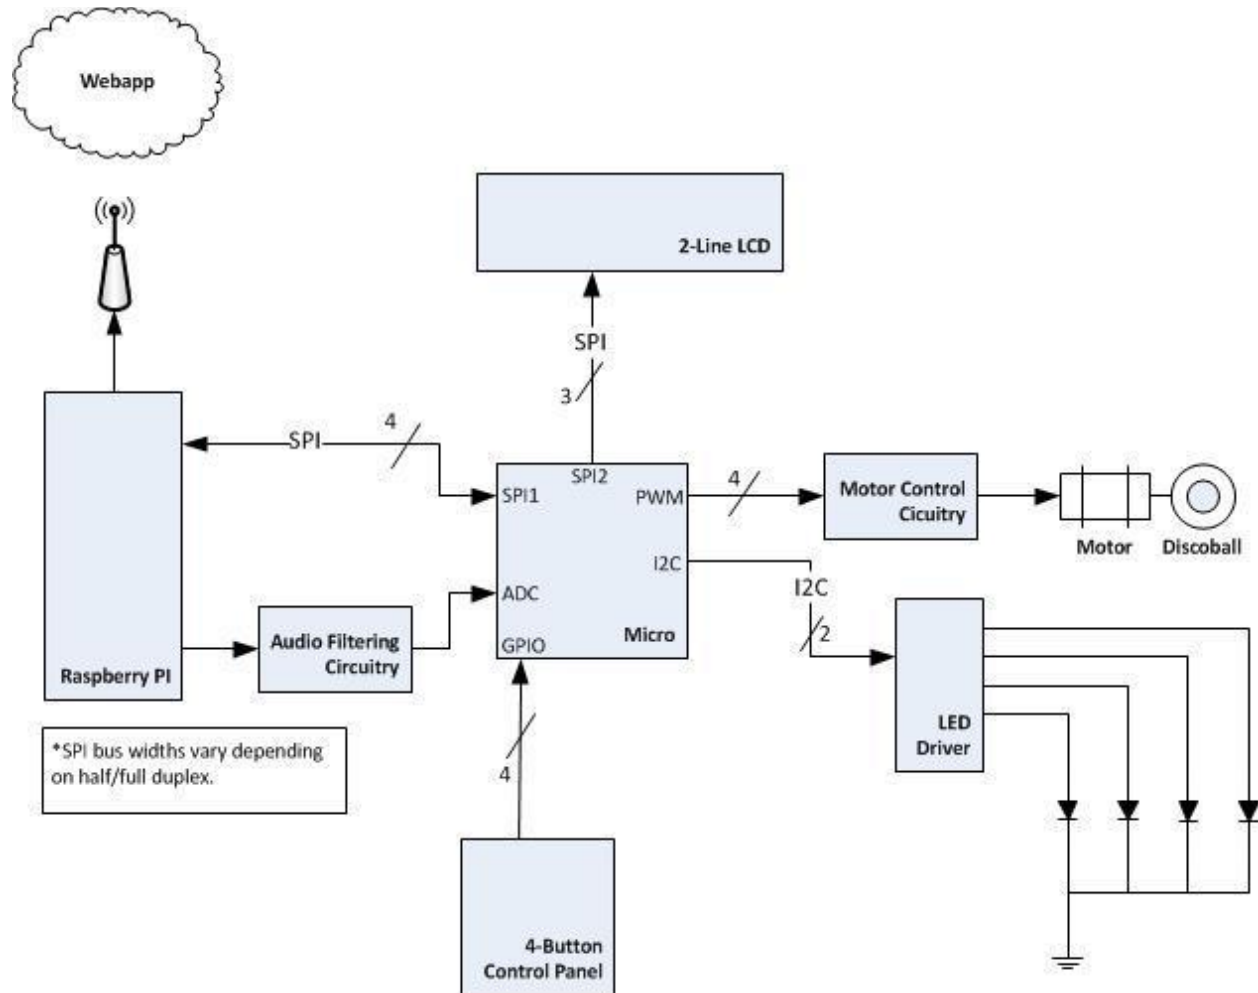 Webapp
2-Line LCD
SPI
3
4
SPI
SPI2
SPI1
PWM
4
Motor Control
Cicuitry
Motor
Discoball
I2C
I2C
ADC
2
Micro
GPIO
Audio Filtering
Circuitry
Raspberry PI
LED
Driver
*SPI bus widths vary depending
on half/full duplex.
4
4-Button
Control Panel